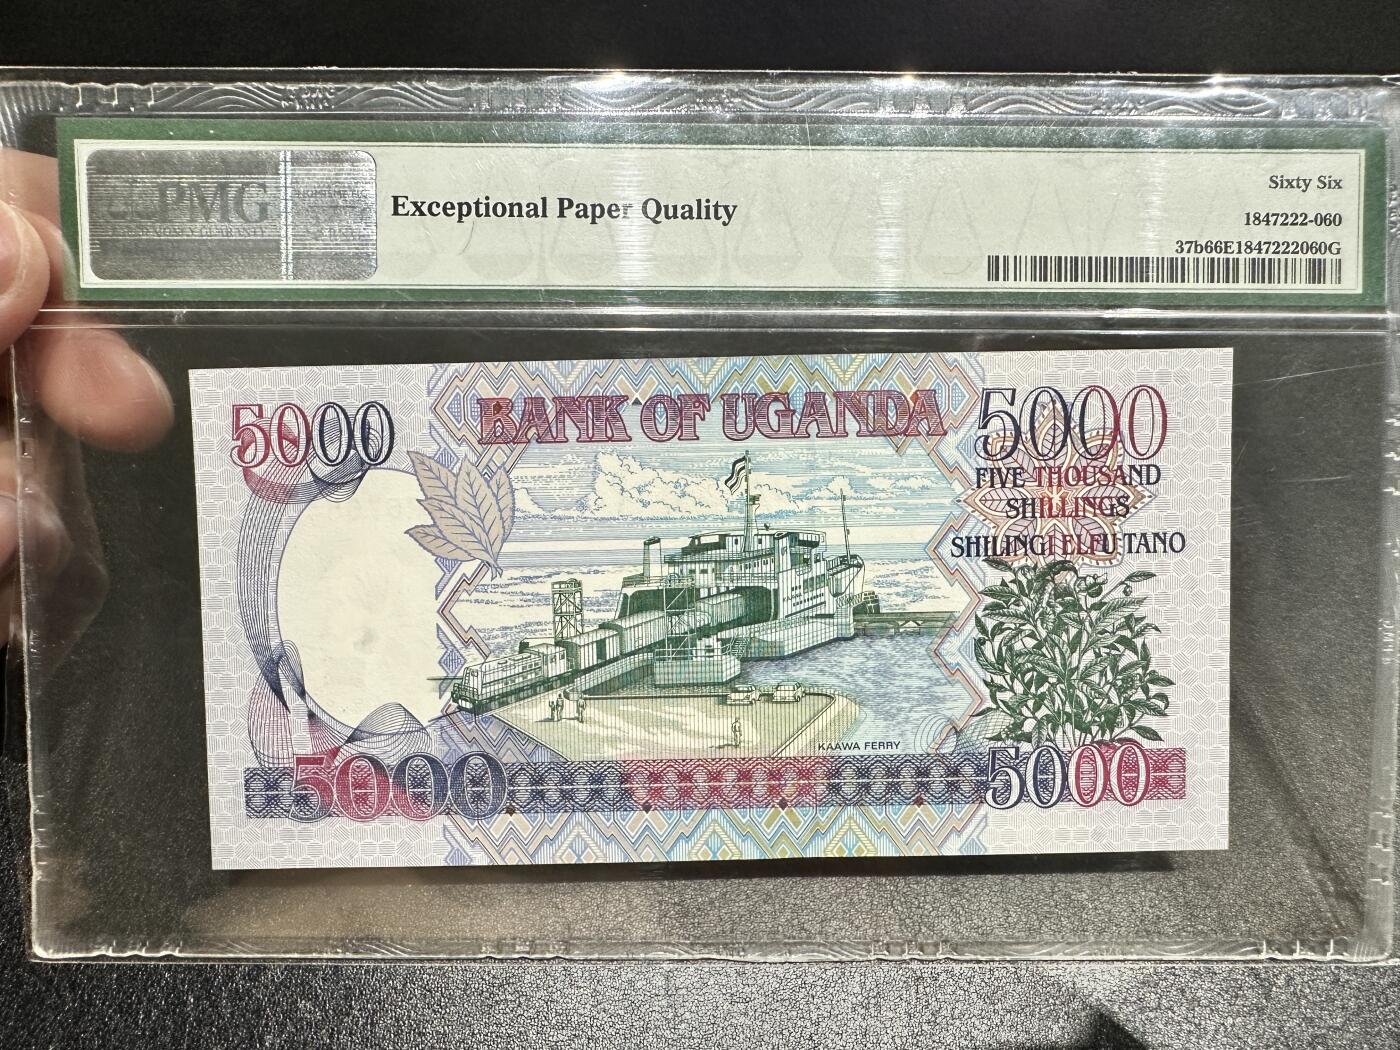 PMG
Exceptional Paper Quality
Sixty Six
1847222-060
37b66E1847222060G
5000
BANK OF UGANDA
5000
FIVE THOUSAND
SHILLINGS
SHILINGI ELFU TANO
KAAWA FERRY
5000
5000